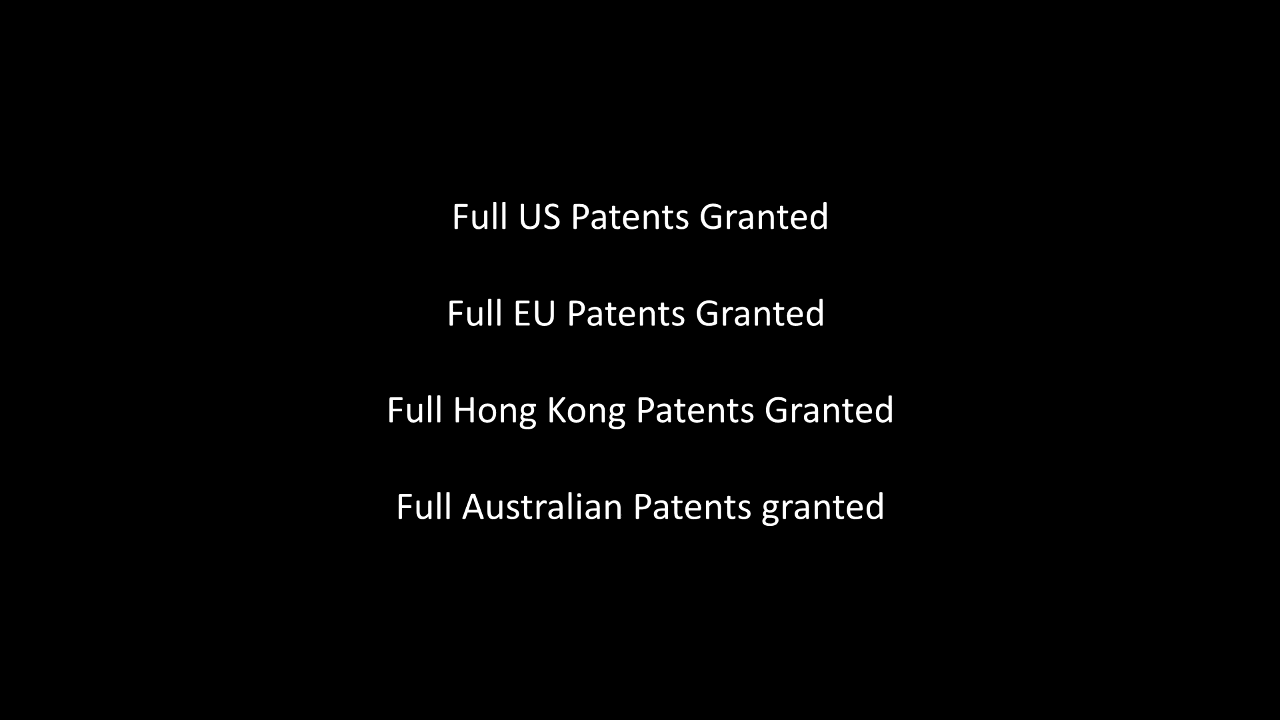 Full US Patents Granted
Full EU Patents Granted
Full Hong Kong Patents Granted
Full Australian Patents granted